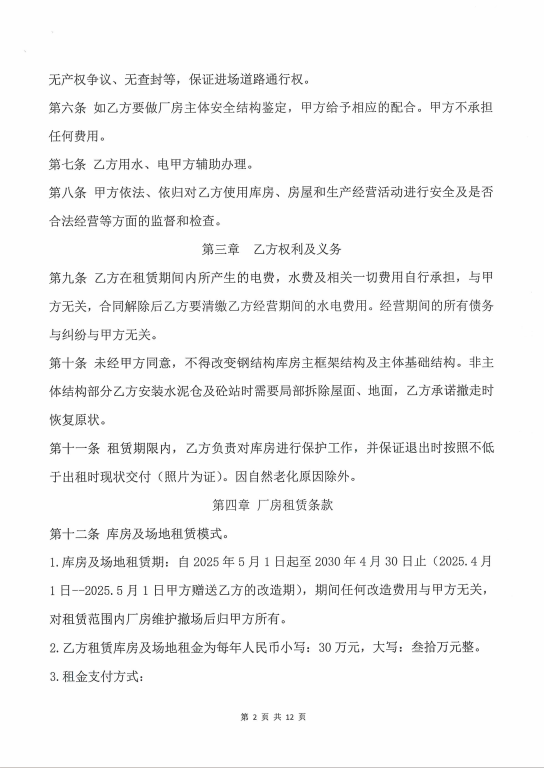 无产权争议、无查封等，保证进场道路通行权。
第六条 如乙方要做厂房主体安全结构鉴定，甲方给予相应的配合。甲方不承担
任何费用。
第七条 乙方用水、电甲方辅助办理。
第八条 甲方依法、依归对乙方使用库房、房屋和生产经营活动进行安全及是否
合法经营等方面的监督和检查。
第三章 乙方权利及义务
第九条 乙方在租赁期间内所产生的电费，水费及相关一切费用自行承担，与甲
方无关，合同解除后乙方要清缴乙方经营期间的水电费用。经营期间的所有债务
与纠纷与甲方无关。
第十条 未经甲方同意，不得改变钢结构库房主框架结构及主体基础结构。非主
体结构部分乙方安装水泥仓及砼站时需要局部拆除屋面、地面，乙方承诺撤走时
恢复原状。
第十一条 租赁期限内，乙方负责对库房进行保护工作，并保证退出时按照不低
于出租时现状交付（照片为证）。因自然老化原因除外。
第四章 厂房租赁条款
第十二条 库房及场地租赁模式。
1.库房及场地租赁期：自 2025 年 5 月 1 日起至 2030 年 4 月 30 日止（2025.4 月
1 日--2025.5 月 1 日甲方赠送乙方的改造期），期间任何改造费用与甲方无关，
对租赁范围内厂房维护撤场后归甲方所有。
2.乙方租赁库房及场地租金为每年人民币小写：30 万元，大写：叁拾万元整。
3.租金支付方式：
第 2 页 共 12 页